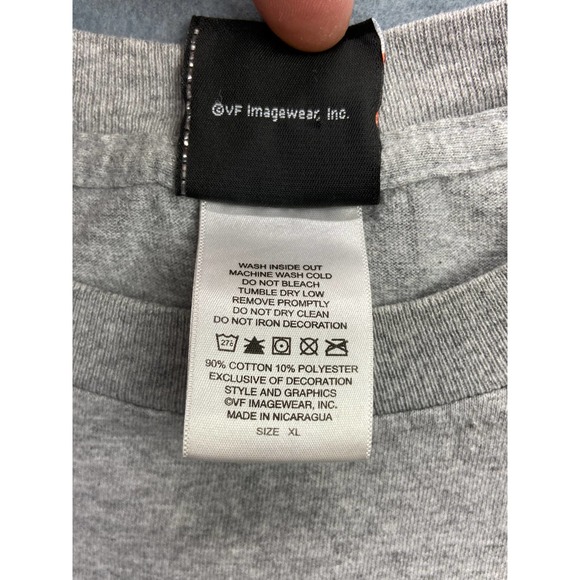 ©VF Imagewear, Inc.
WASH INSIDE OUT
MACHINE WASH COLD
DO NOT BLEACH
TUMBLE DRY LOW
REMOVE PROMPTLY
DO NOT DRY CLEAN
DO NOT IRON DECORATION
90% COTTON 10% POLYESTER
EXCLUSIVE OF DECORATION
STYLE AND GRAPHICS
©VF IMAGEWEAR, INC.
MADE IN NICARAGUA
SIZE XL